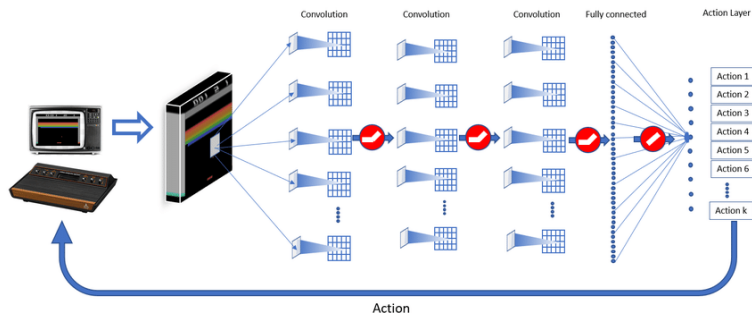 Convolution
Convolution
Convolution
Fully connected
Action Layer
Action 1
Action 2
Action 3
Action 4
Action 5
Action 6
Action k
Action